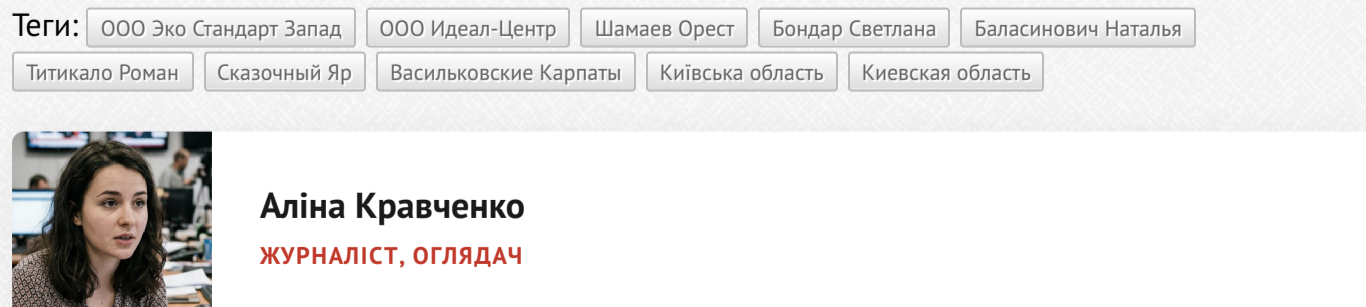 Теги: ООО Эко Стандарт Запад ООО Идеал-Центр Шамаев Орест Бондар Светлана Баласинович Наталья
Титикало Роман Сказочный Яр Васильковские Карпаты Київська область Киевская область
Аліна Кравченко
ЖУРНАЛІСТ, ОГЛЯДАЧ